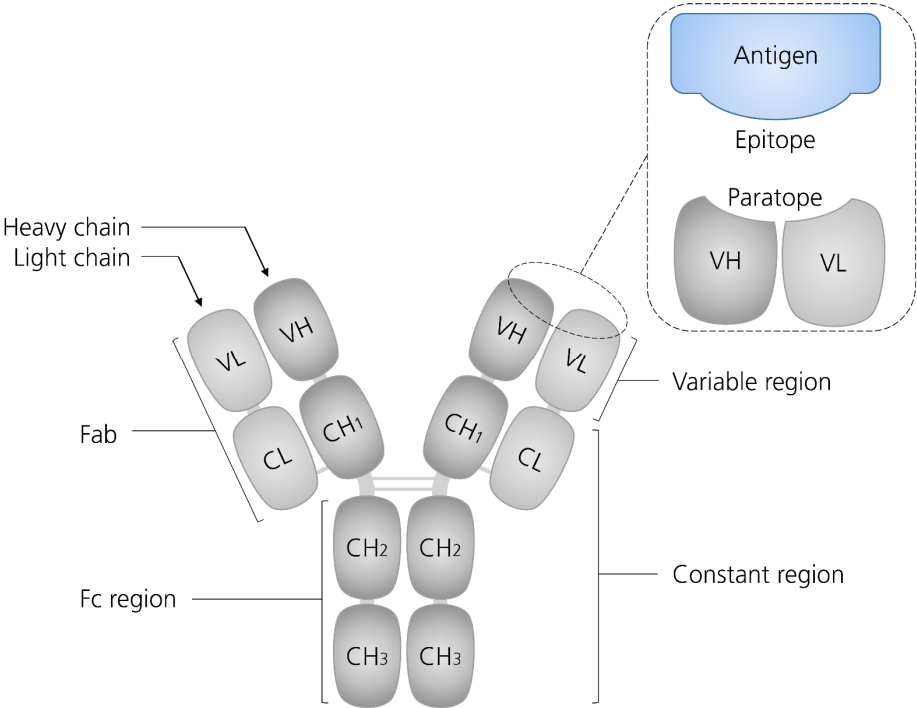 Antigen
Epitope
Paratope
VH
VL
Heavy chain
Light chain
VL
VH
VH
VL
Variable region
Fab
CL
CH1
CH1
CL
CH2
CH2
Constant region
Fc region
CH3
CH3